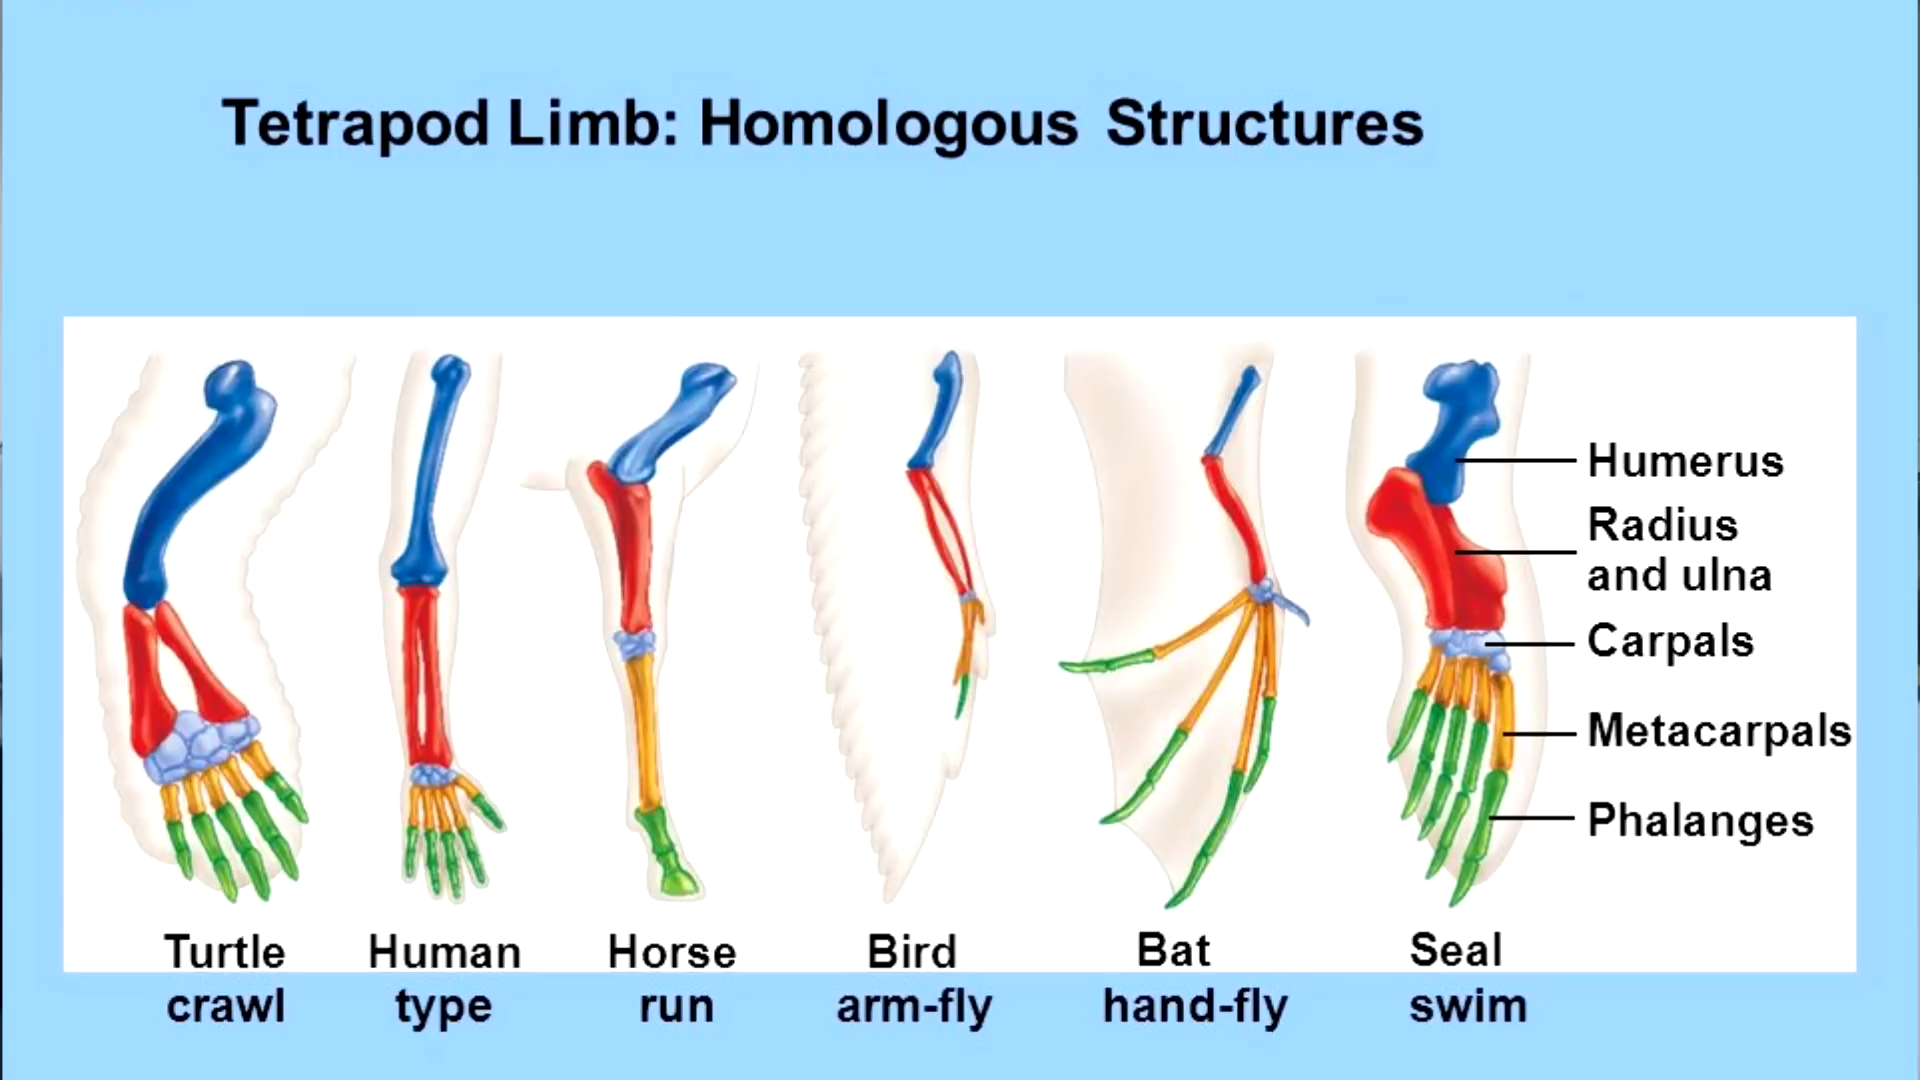 Tetrapod Limb: Homologous Structures
Humerus
Radius
and ulna
Carpals
Metacarpals
Phalanges
Turtle
crawl
Human
type
Horse
run
Bird
arm-fly
Bat
hand-fly
Seal
swim